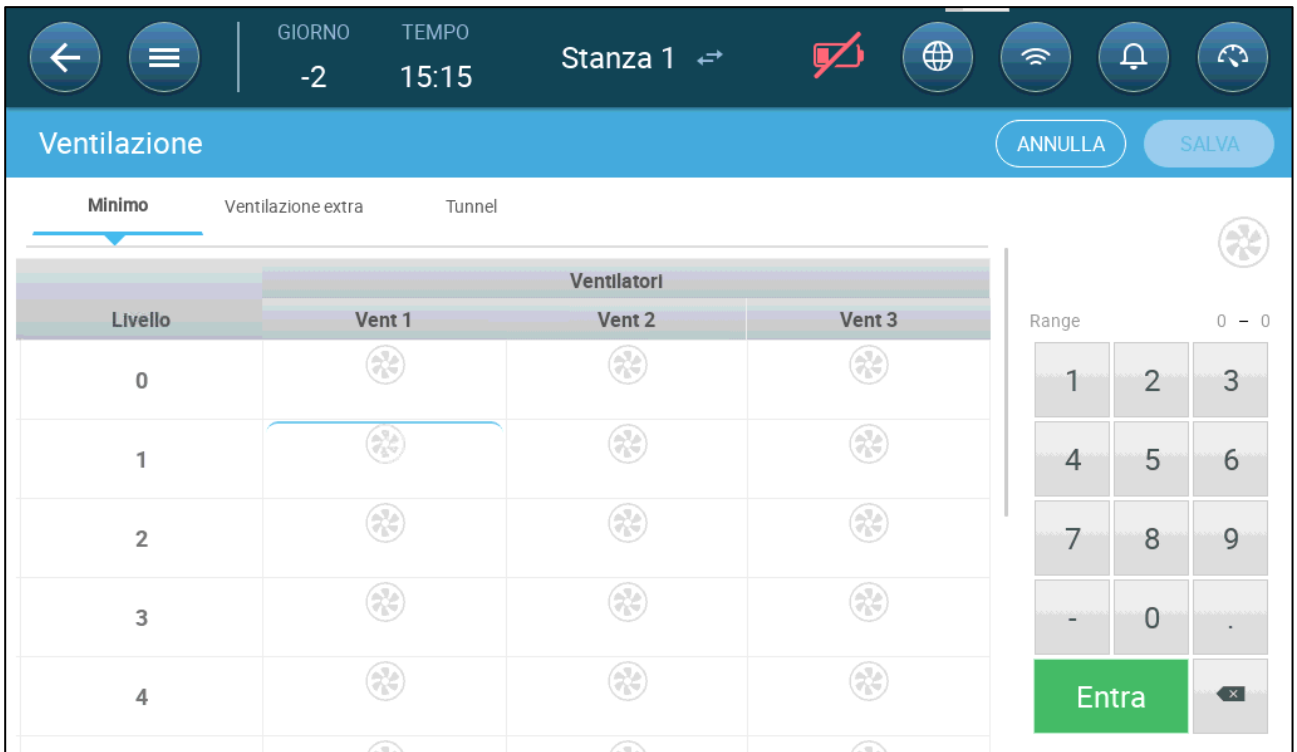 GIORNO TEMPO
-2 15:15 Stanza 1
Ventilazione ANNULLA SALVA
Minimo Ventilazione extra Tunnel
Ventilatori
Livello Vent 1 Vent 2 Vent 3
Range 0 – 0
0
1
2
3
4
1 2 3
4 5 6
7 8 9
- 0 .
Entra